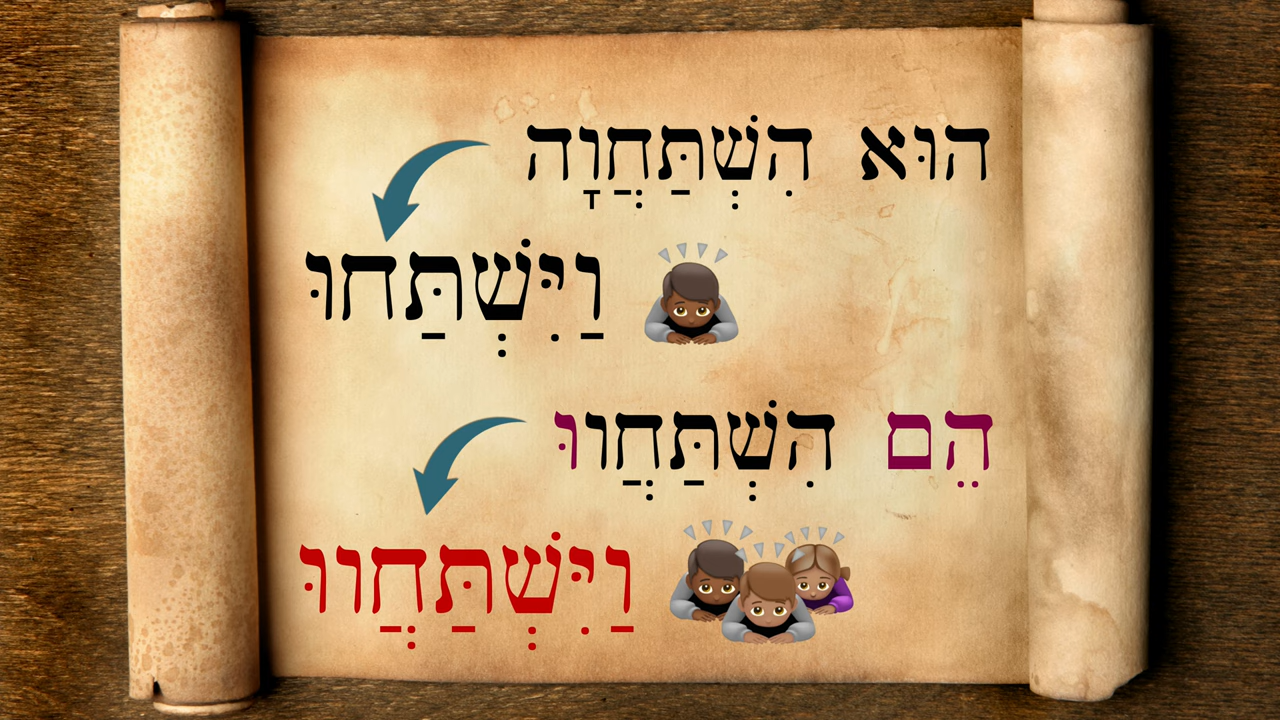 הוּא הִשְׁתַּחֲוָה
וַיִּשְׁתַּחוּ
הֵם הִשְׁתַּחֲווּ
וַיִּשְׁתַּחֲווּ